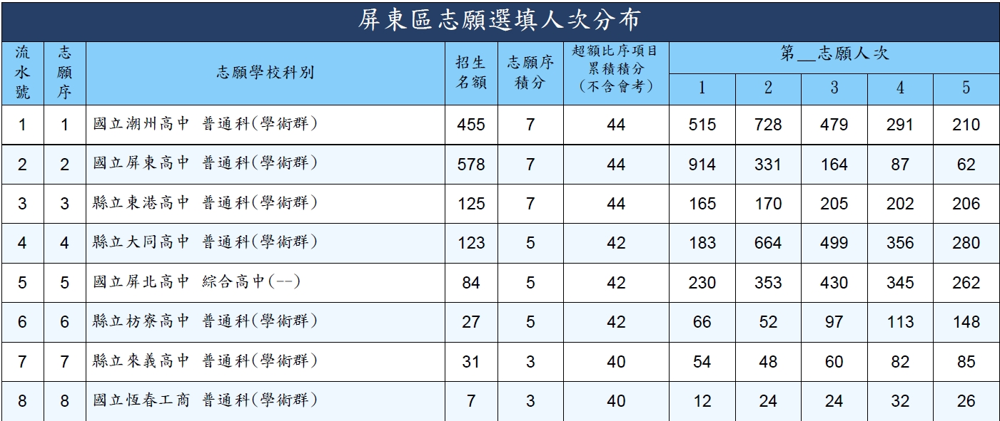 屏東區志願選填人次分布
流水號 志願序 志願學校科別 招生名額 志願序積分 超額比序項目累積積分（不含會考） 第__志願人次
1 2 3 4 5
1 1 國立潮州高中 普通科(學術群) 455 7 44 515 728 479 291 210
2 2 國立屏東高中 普通科(學術群) 578 7 44 914 331 164 87 62
3 3 縣立東港高中 普通科(學術群) 125 7 44 165 170 205 202 206
4 4 縣立大同高中 普通科(學術群) 123 5 42 183 664 499 356 280
5 5 國立屏北高中 綜合高中(--) 84 5 42 230 353 430 345 262
6 6 縣立枋寮高中 普通科(學術群) 27 5 42 66 52 97 113 148
7 7 縣立來義高中 普通科(學術群) 31 3 40 54 48 60 82 85
8 8 國立恆春工商 普通科(學術群) 7 3 40 12 24 24 32 26